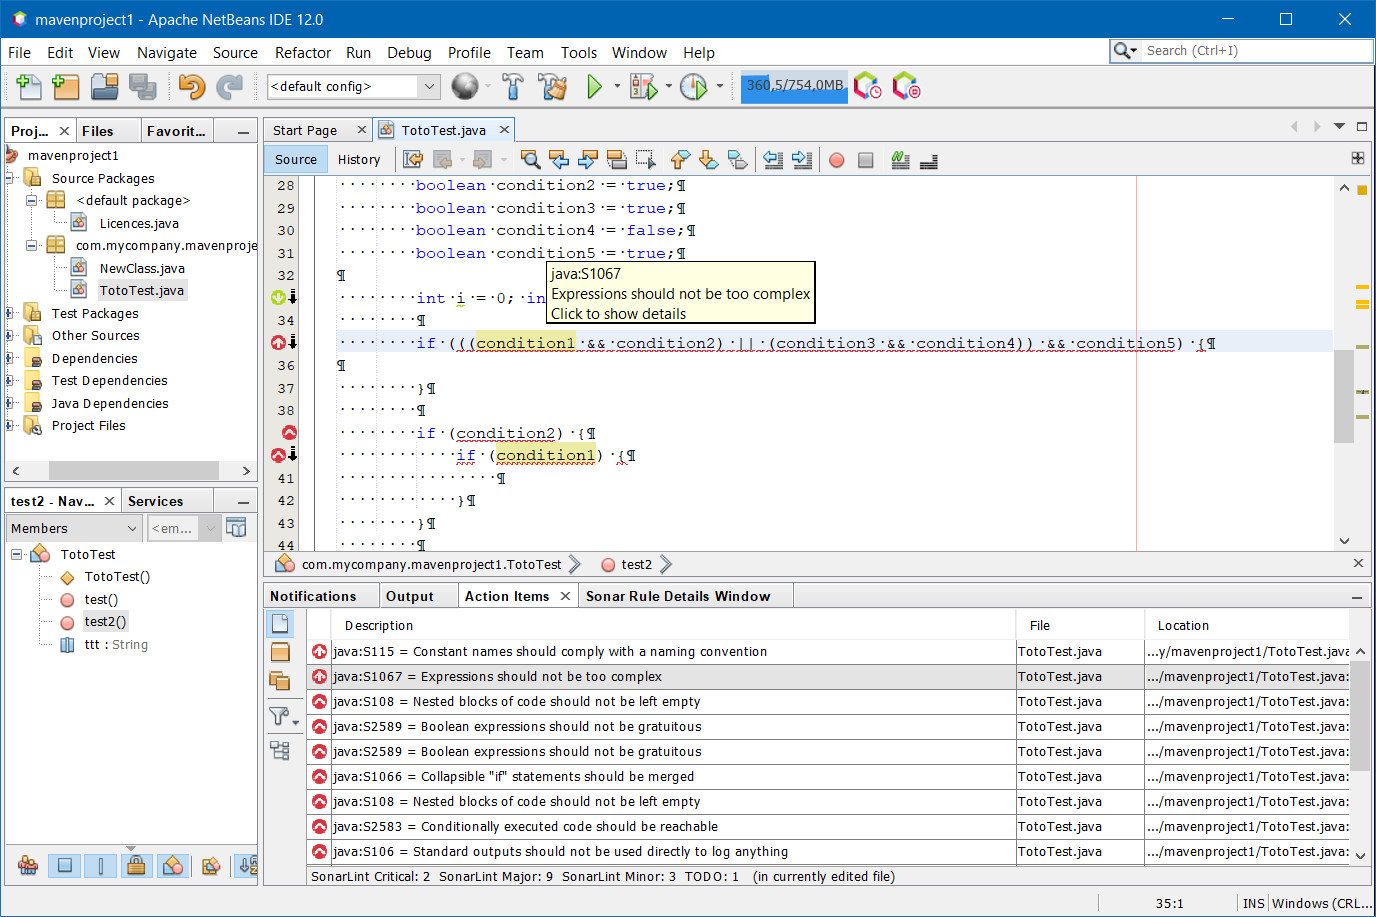 mavenproject1 - Apache NetBeans IDE 12.0
File Edit View Navigate Source Refactor Run Debug Profile Team Tools Window Help
Search (Ctrl+I)
<default config>
360,5/754,0MB
Proj... Files Favorit...
mavenproject1
Source Packages
<default package>
Licences.java
com.mycompany.mavenproje
NewClass.java
TotoTest.java
Test Packages
Other Sources
Dependencies
Test Dependencies
Java Dependencies
Project Files
test2 - Nav... Services
Members
<em...
TotoTest
TotoTest()
test()
test2()
ttt : String
Start Page TotoTest.java
Source History
28 ········boolean·condition2·=·true;¶
29 ········boolean·condition3·=·true;¶
30 ········boolean·condition4·=·false;¶
31 ········boolean·condition5·=·true;¶
32 ¶
········int·i·=·0;·in
34 ········¶
········if·(((condition1·&&·condition2)·||·(condition3·&&·condition4))·&&·condition5)·{¶
36 ¶
37 ········}¶
38 ········¶
········if·(condition2)·{¶
············if·(condition1)·{¶
41 ················¶
42 ············}¶
43 ········}¶
44 ········¶
java:S1067
Expressions should not be too complex
Click to show details
com.mycompany.mavenproject1.TotoTest test2
Notifications Output Action Items Sonar Rule Details Window
Description File Location
java:S115 = Constant names should comply with a naming convention TotoTest.java ...y/mavenproject1/TotoTest.java
java:S1067 = Expressions should not be too complex TotoTest.java .../mavenproject1/TotoTest.java:
java:S108 = Nested blocks of code should not be left empty TotoTest.java .../mavenproject1/TotoTest.java:
java:S2589 = Boolean expressions should not be gratuitous TotoTest.java .../mavenproject1/TotoTest.java:
java:S2589 = Boolean expressions should not be gratuitous TotoTest.java .../mavenproject1/TotoTest.java:
java:S1066 = Collapsible "if" statements should be merged TotoTest.java .../mavenproject1/TotoTest.java:
java:S108 = Nested blocks of code should not be left empty TotoTest.java .../mavenproject1/TotoTest.java:
java:S2583 = Conditionally executed code should be reachable TotoTest.java .../mavenproject1/TotoTest.java:
java:S106 = Standard outputs should not be used directly to log anything TotoTest.java .../mavenproject1/TotoTest.java:
SonarLint Critical: 2 SonarLint Major: 9 SonarLint Minor: 3 TODO: 1 (in currently edited file)
35:1 INS Windows (CRL...